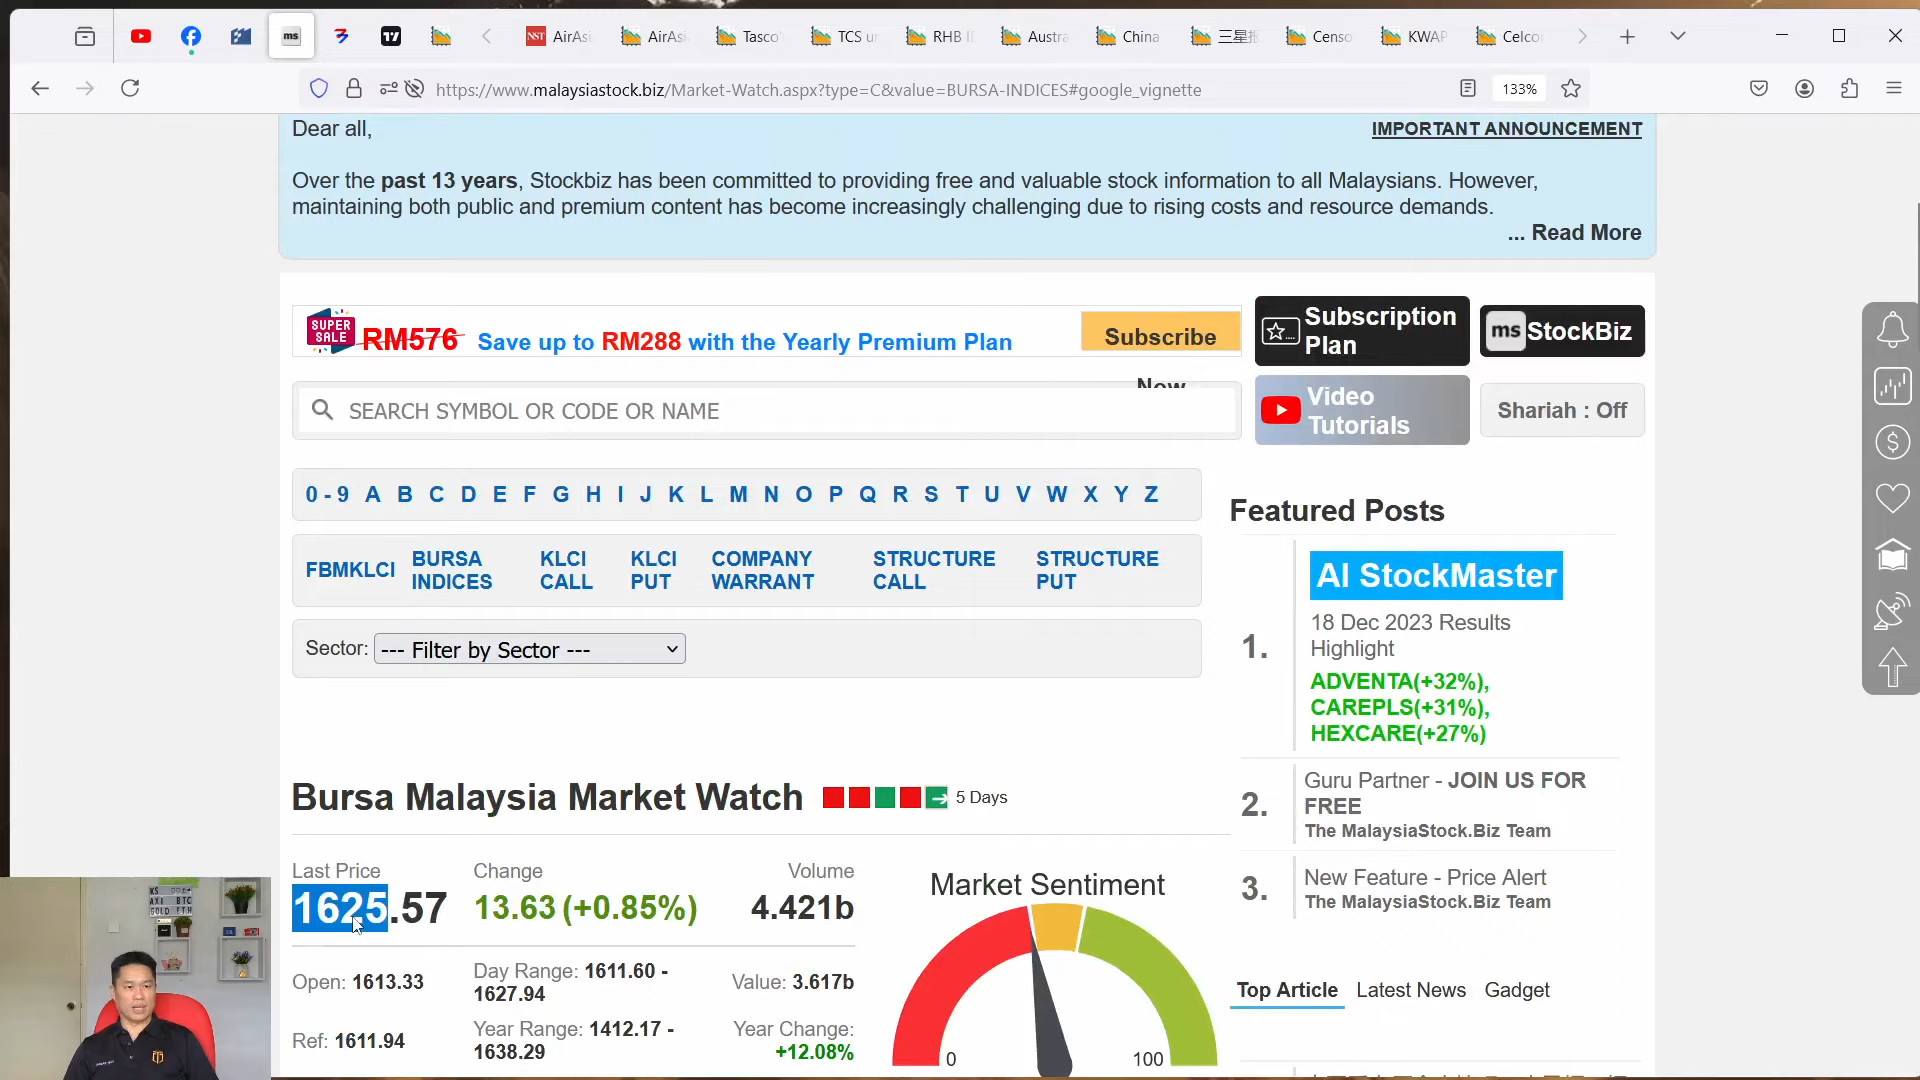 ms
NST AirAsi
AirAsi
Tasco
TCS u
RHB I
Austra
China
三星
Censo
KWAP
Celco
https://www.malaysiastock.biz/Market-Watch.aspx?type=C&value=BURSA-INDICES#google_vignette
133%
Dear all,
IMPORTANT ANNOUNCEMENT
Over the past 13 years, Stockbiz has been committed to providing free and valuable stock information to all Malaysians. However,
maintaining both public and premium content has become increasingly challenging due to rising costs and resource demands.
... Read More
SUPER SALE
RM576 Save up to RM288 with the Yearly Premium Plan
Subscribe
Now
Subscription
Plan
ms StockBiz
SEARCH SYMBOL OR CODE OR NAME
Video
Tutorials
Shariah : Off
0 - 9 A B C D E F G H I J K L M N O P Q R S T U V W X Y Z
FBMKLCI
BURSA
INDICES
KLCI
CALL
KLCI
PUT
COMPANY
WARRANT
STRUCTURE
CALL
STRUCTURE
PUT
Sector: --- Filter by Sector ---
Featured Posts
1.
AI StockMaster
18 Dec 2023 Results
Highlight
ADVENTA(+32%),
CAREPLS(+31%),
HEXCARE(+27%)
2.
Guru Partner - JOIN US FOR
FREE
The MalaysiaStock.Biz Team
3.
New Feature - Price Alert
The MalaysiaStock.Biz Team
Top Article Latest News Gadget
Bursa Malaysia Market Watch
5 Days
Last Price
1625.57
Change
13.63 (+0.85%)
Volume
4.421b
Open: 1613.33
Day Range: 1611.60 -
1627.94
Value: 3.617b
Ref: 1611.94
Year Range: 1412.17 -
1638.29
Year Change:
+12.08%
Market Sentiment
0
100